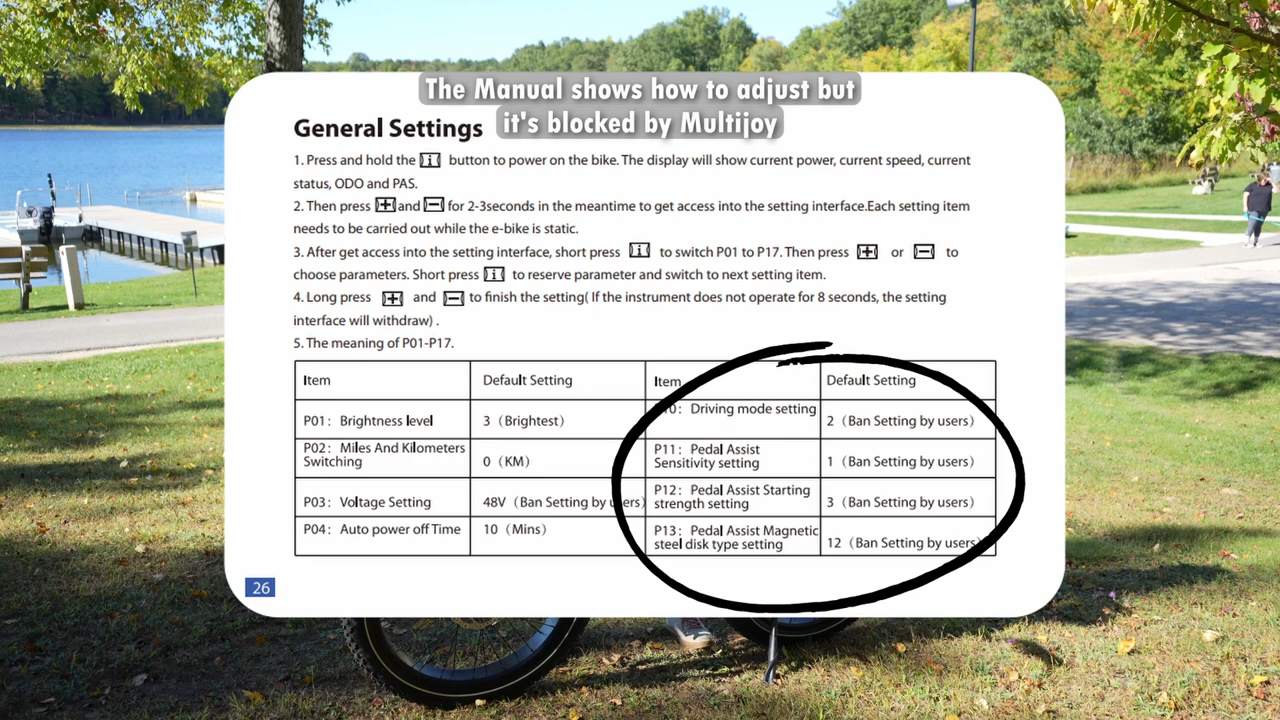 The Manual shows how to adjust but
it's blocked by Multijoy
General Settings
1. Press and hold the i button to power on the bike. The display will show current power, current speed, current
status, ODO and PAS.
2. Then press + and − for 2-3seconds in the meantime to get access into the setting interface.Each setting item
needs to be carried out while the e-bike is static.
3. After get access into the setting interface, short press i to switch P01 to P17. Then press + or − to
choose parameters. Short press i to reserve parameter and switch to next setting item.
4. Long press + and − to finish the setting( If the instrument does not operate for 8 seconds, the setting
interface will withdraw) .
5. The meaning of P01-P17.
Item Default Setting Item Default Setting
P01: Brightness level 3（Brightest） Driving mode setting 2（Ban Setting by users）
P02: Miles And Kilometers
Switching 0（KM） P11: Pedal Assist
Sensitivity setting 1（Ban Setting by users）
P03: Voltage Setting 48V（Ban Setting by users） P12: Pedal Assist Starting
strength setting 3（Ban Setting by users）
P04: Auto power off Time 10（Mins） P13: Pedal Assist Magnetic
steel disk type setting 12（Ban Setting by users）
26